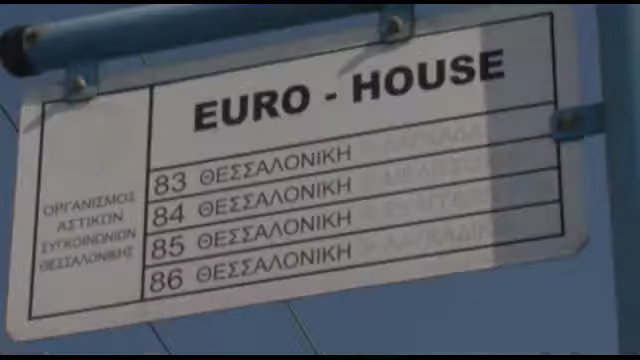 EURO - HOUSE
ΟΡΓΑΝΙΣΜΟΣ
ΑΣΤΙΚΩΝ
ΣΥΓΚΟΙΝΩΝΙΩΝ
ΘΕΣΣΑΛΟΝΙΚΗΣ
83 ΘΕΣΣΑΛΟΝΙΚΗ
84 ΘΕΣΣΑΛΟΝΙΚΗ
85 ΘΕΣΣΑΛΟΝΙΚΗ
86 ΘΕΣΣΑΛΟΝΙΚΗ